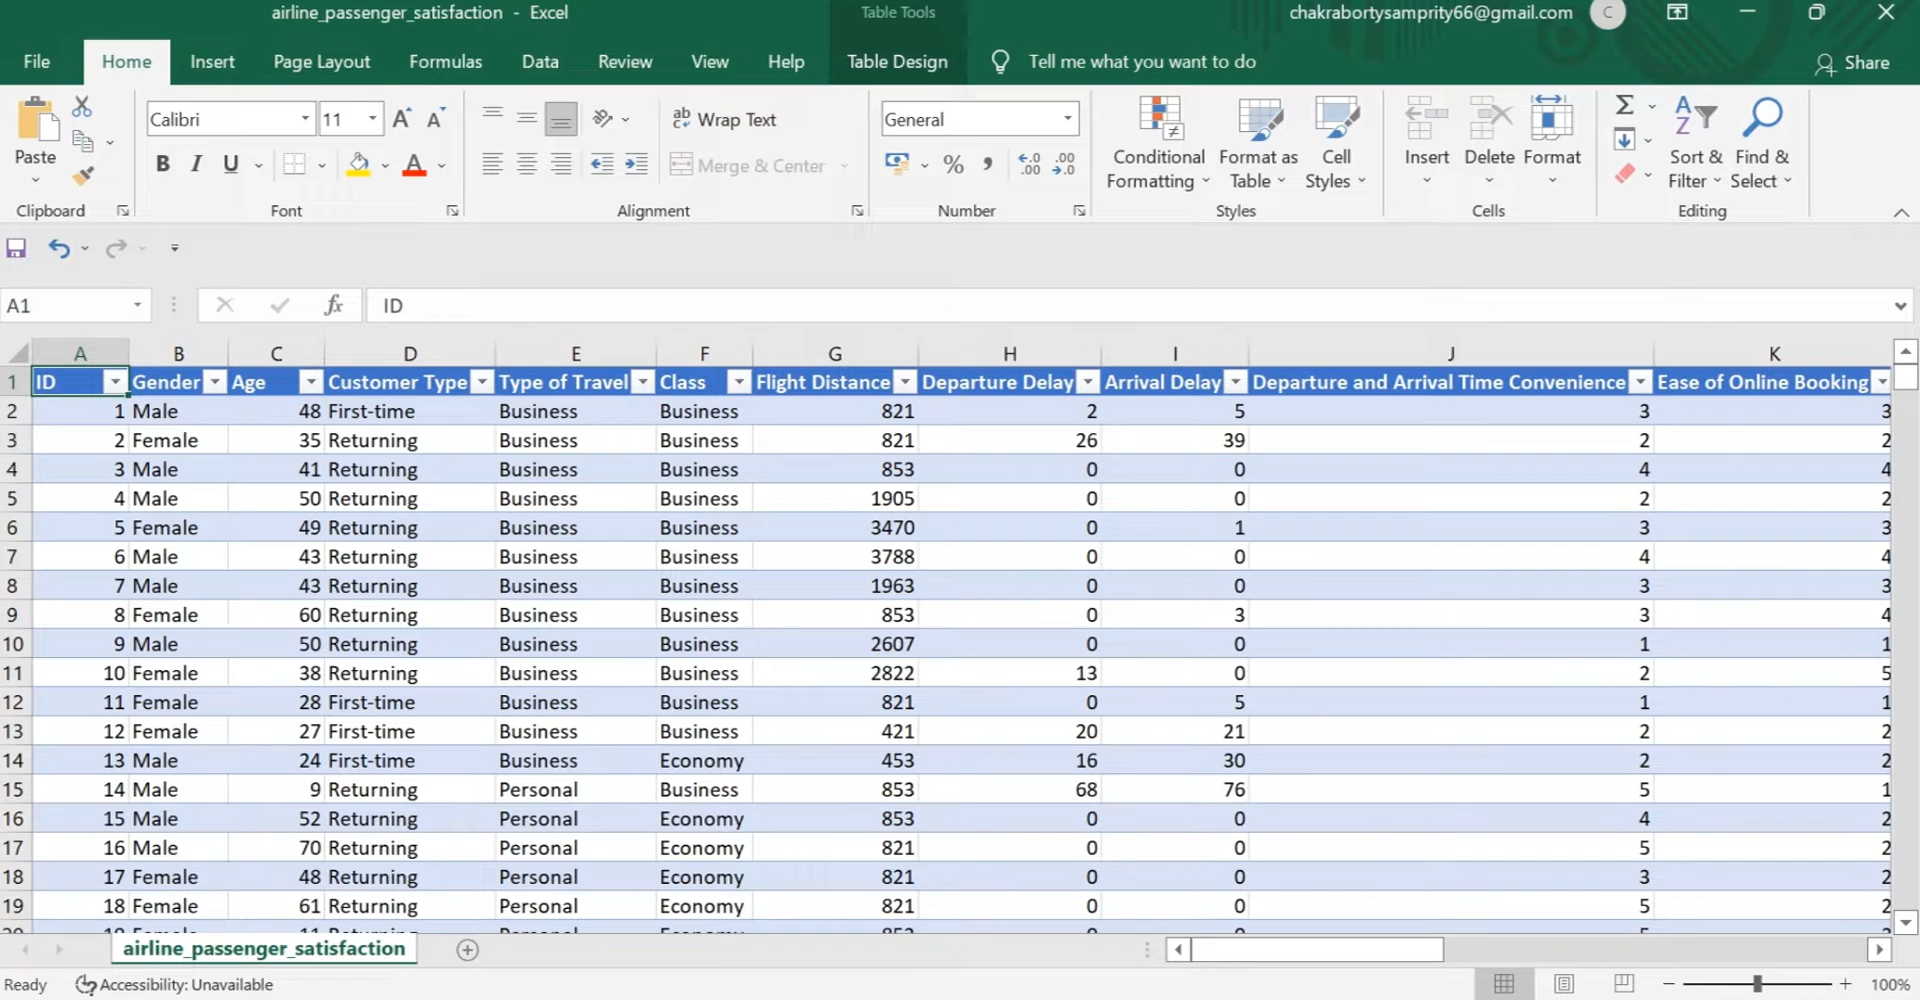 airline_passenger_satisfaction - Excel
Table Tools
chakrabortysamprity66@gmail.com
C
File Home Insert Page Layout Formulas Data Review View Help Table Design Tell me what you want to do Share
Calibri 11 ab Wrap Text General
Paste B I U A Merge & Center % Conditional Formatting Format as Table Cell Styles Insert Delete Format Sort & Filter Find & Select
Clipboard Font Alignment Number Styles Cells Editing
A1 fx ID
A B C D E F G H I J K
1 ID Gender Age Customer Type Type of Travel Class Flight Distance Departure Delay Arrival Delay Departure and Arrival Time Convenience Ease of Online Booking
2 1 Male 48 First-time Business Business 821 2 5 3 3
3 2 Female 35 Returning Business Business 821 26 39 2 2
4 3 Male 41 Returning Business Business 853 0 0 4 4
5 4 Male 50 Returning Business Business 1905 0 0 2 2
6 5 Female 49 Returning Business Business 3470 0 1 3 3
7 6 Male 43 Returning Business Business 3788 0 0 4 4
8 7 Male 43 Returning Business Business 1963 0 0 3 3
9 8 Female 60 Returning Business Business 853 0 3 3 4
10 9 Male 50 Returning Business Business 2607 0 0 1 1
11 10 Female 38 Returning Business Business 2822 13 0 2 5
12 11 Female 28 First-time Business Business 821 0 5 1 1
13 12 Female 27 First-time Business Business 421 20 21 2 2
14 13 Male 24 First-time Business Economy 453 16 30 2 2
15 14 Male 9 Returning Personal Business 853 68 76 5 1
16 15 Male 52 Returning Personal Economy 853 0 0 4 2
17 16 Male 70 Returning Personal Economy 821 0 0 5 2
18 17 Female 48 Returning Personal Economy 821 0 0 3 2
19 18 Female 61 Returning Personal Economy 821 0 0 5 2
airline_passenger_satisfaction
Ready Accessibility: Unavailable 100%